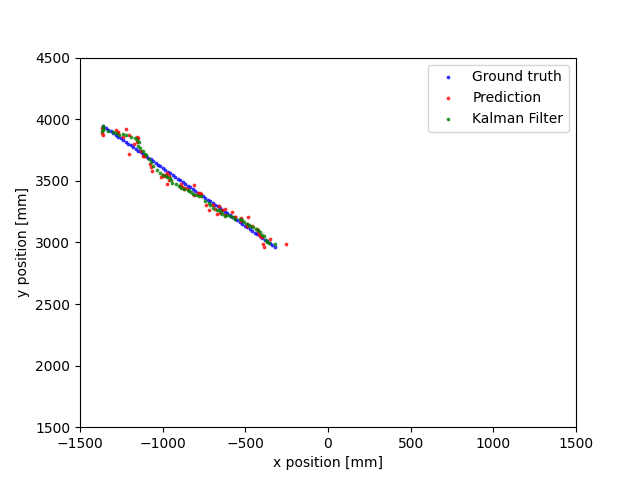 4500
4000
3500
3000
2500
2000
1500
y position [mm]
−1500
−1000
−500
0
500
1000
1500
x position [mm]
Ground truth
Prediction
Kalman Filter